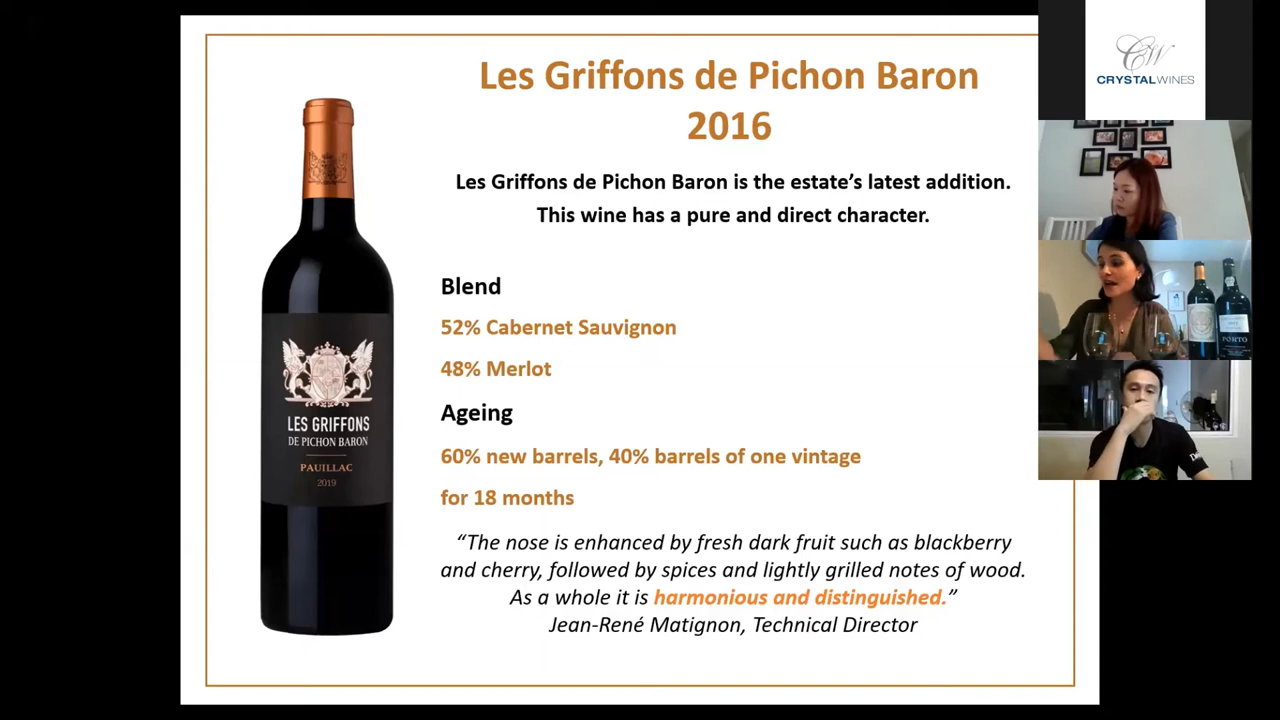 Les Griffons de Pichon Baron
2016
Les Griffons de Pichon Baron is the estate's latest addition.
This wine has a pure and direct character.
Blend
52% Cabernet Sauvignon
48% Merlot
Ageing
60% new barrels, 40% barrels of one vintage
for 18 months
“The nose is enhanced by fresh dark fruit such as blackberry
and cherry, followed by spices and lightly grilled notes of wood.
As a whole it is harmonious and distinguished.”
Jean-René Matignon, Technical Director
LES GRIFFONS
DE PICHON BARON
PAUILLAC
2019
CW
CRYSTALWINES
PORTO